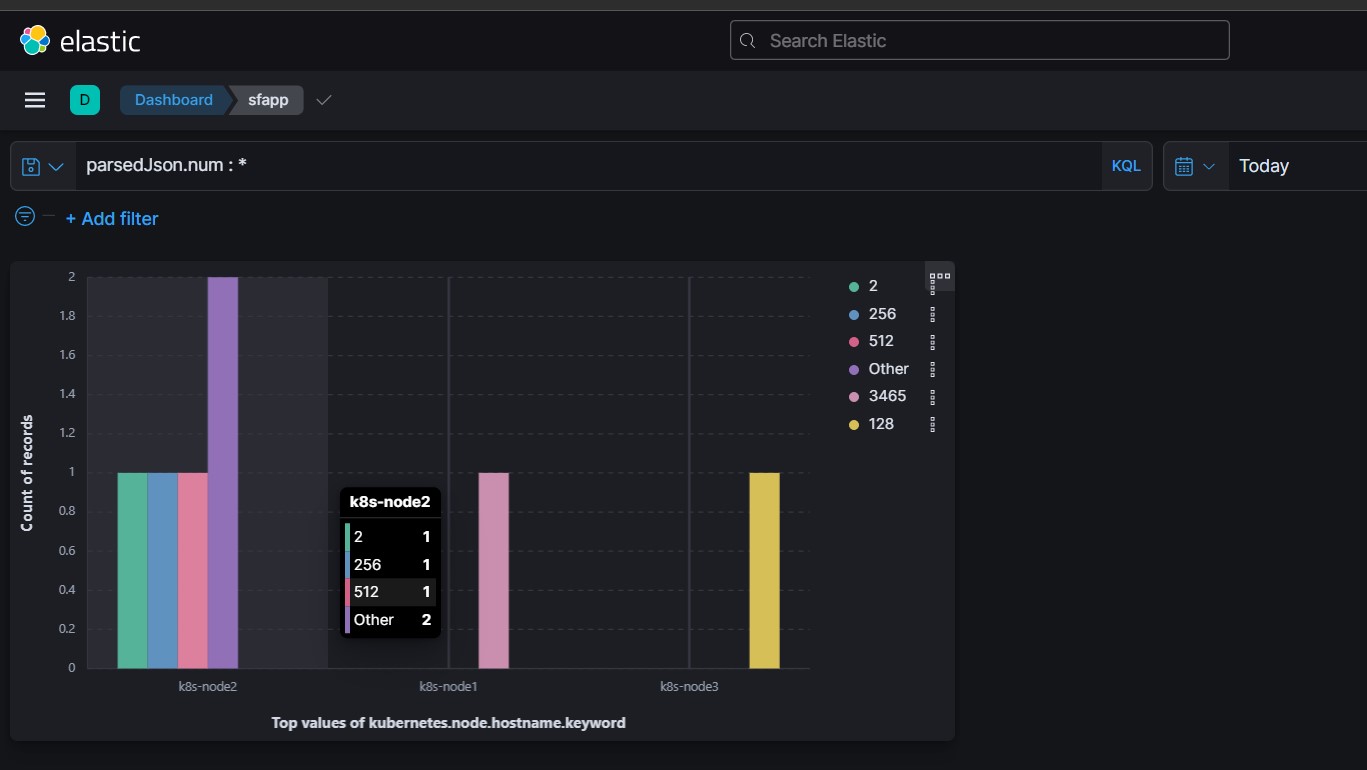 elastic
Search Elastic
D
Dashboard
sfapp
parsedJson.num : *
KQL
Today
+ Add filter
2
1.8
1.6
1.4
1.2
1
0.8
0.6
0.4
0.2
0
Count of records
k8s-node2
2 1
256 1
512 1
Other 2
k8s-node2
k8s-node1
k8s-node3
Top values of kubernetes.node.hostname.keyword
2
256
512
Other
3465
128